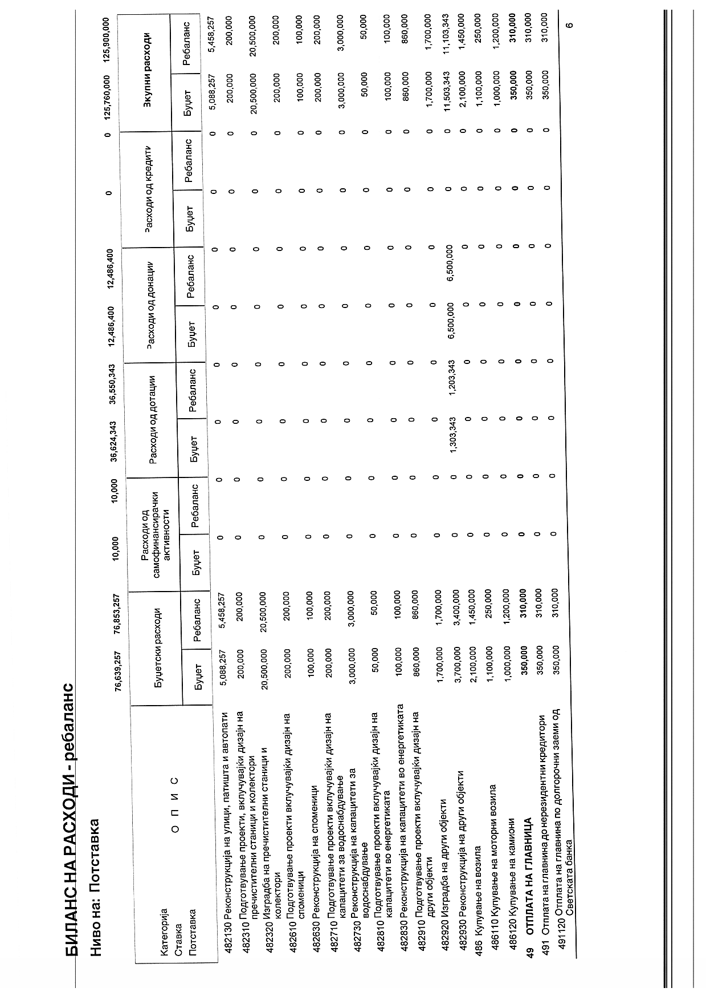 БИЛАНС НА РАСХОДИ - ребаланс
Ниво на: Потставка
76,639,257 76,853,257 10,000 10,000 36,624,343 36,550,343 12,486,400 12,486,400 0 0 125,760,000 125,900,000
Категорија
Ставка
Потставка
О П И С
Буџетски расходи
Расходи од
самофинансирачки
активности
Расходи од дотации
Расходи од донации
Расходи од кредити
Вкупни расходи
Буџет Ребаланс Буџет Ребаланс Буџет Ребаланс Буџет Ребаланс Буџет Ребаланс Буџет Ребаланс
482130 Реконструкција на улици, патишта и автопати 5,088,257 5,458,257 0 0 0 0 0 0 0 0 5,088,257 5,458,257
482310 Подготвување проекти, вклучувајќи дизајн на 200,000 200,000 0 0 0 0 0 0 0 0 200,000 200,000
пречистителни станици и колектори
482320 Изградба на пречистителни станици и 20,500,000 20,500,000 0 0 0 0 0 0 0 0 20,500,000 20,500,000
колектори
482610 Подготвување проекти вклучувајќи дизајн на 200,000 200,000 0 0 0 0 0 0 0 0 200,000 200,000
споменици
482630 Реконструкција на споменици 100,000 100,000 0 0 0 0 0 0 0 0 100,000 100,000
482710 Подготвување проекти вклучувајќи дизајн на 200,000 200,000 0 0 0 0 0 0 0 0 200,000 200,000
капацитети за водоснабдување
482730 Реконструкција на капацитети за 3,000,000 3,000,000 0 0 0 0 0 0 0 0 3,000,000 3,000,000
водоснабдување
482810 Подготвување проекти вклучувајќи дизајн на 50,000 50,000 0 0 0 0 0 0 0 0 50,000 50,000
капацитети во енергетиката
482830 Реконструкција на капацитети во енергетиката 100,000 100,000 0 0 0 0 0 0 0 0 100,000 100,000
482910 Подготвување проекти вклучувајќи дизајн на 860,000 860,000 0 0 0 0 0 0 0 0 860,000 860,000
други објекти
482920 Изградба на други објекти 1,700,000 1,700,000 0 0 0 0 0 0 0 0 1,700,000 1,700,000
482930 Реконструкција на други објекти 3,700,000 3,400,000 0 0 1,303,343 1,203,343 6,500,000 6,500,000 0 0 11,503,343 11,103,343
486 Купување на возила 2,100,000 1,450,000 0 0 0 0 0 0 0 0 2,100,000 1,450,000
486110 Купување на моторни возила 1,100,000 250,000 0 0 0 0 0 0 0 0 1,100,000 250,000
486120 Купување на камиони 1,000,000 1,200,000 0 0 0 0 0 0 0 0 1,000,000 1,200,000
49 ОТПЛАТА НА ГЛАВНИЦА 350,000 310,000 0 0 0 0 0 0 0 0 350,000 310,000
491 Отплата на главнина до нерезидентни кредитори 350,000 310,000 0 0 0 0 0 0 0 0 350,000 310,000
491120 Отплата на главнина по долгорочни заеми од 350,000 310,000 0 0 0 0 0 0 0 0 350,000 310,000
Светската банка
6